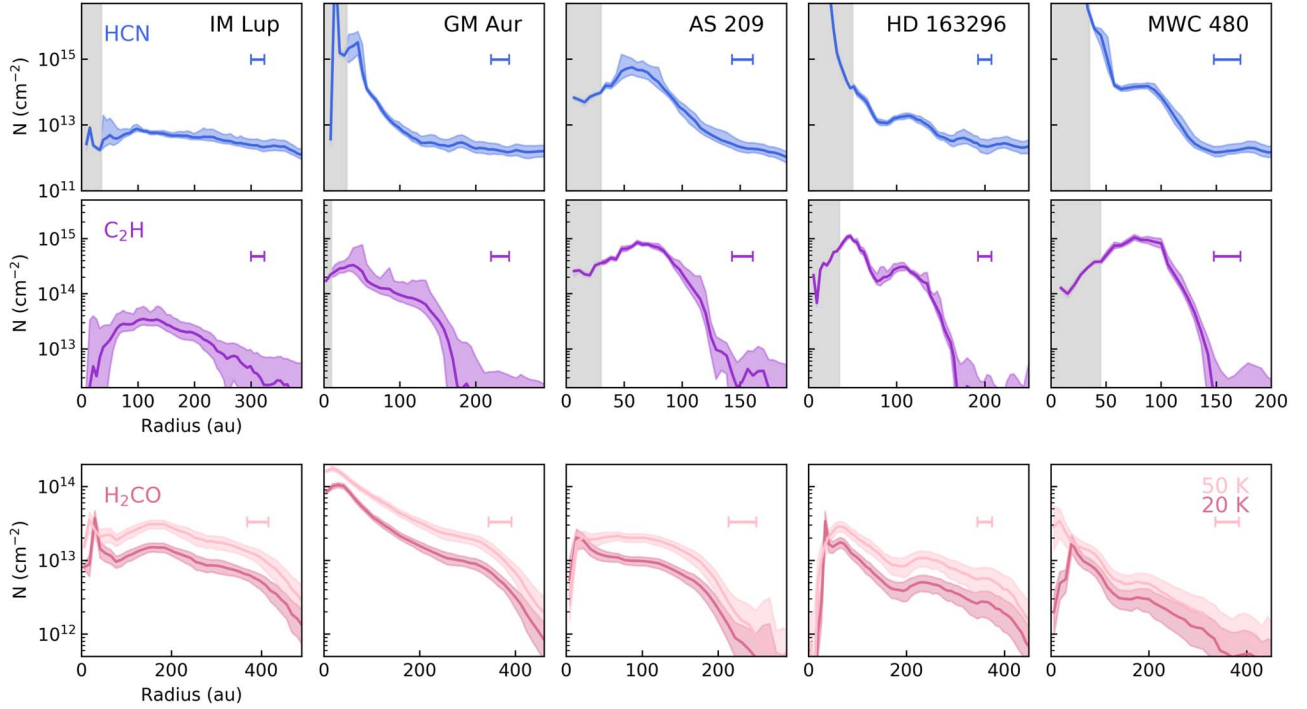 HCN IM Lup GM Aur AS 209 HD 163296 MWC 480
N (cm⁻²)
10¹⁵
10¹³
10¹¹
C₂H
N (cm⁻²)
10¹⁵
10¹⁴
10¹³
0 100 200 300 0 100 200 0 50 100 150 0 100 200 0 50 100 150 200
Radius (au)
H₂CO 50 K
20 K
N (cm⁻²)
10¹⁴
10¹³
10¹²
0 200 400 0 200 400 0 100 200 0 100 200 300 400 0 200 400
Radius (au)